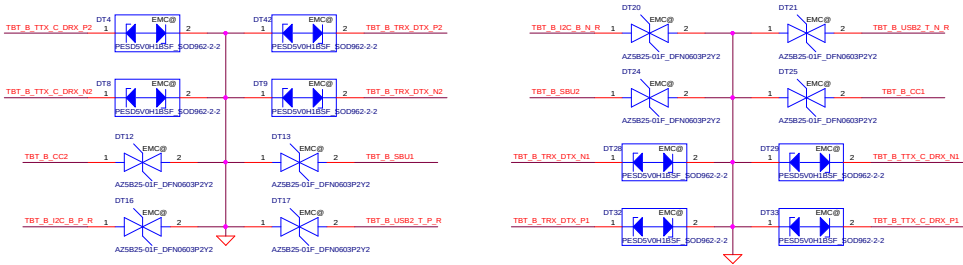 DT4 EMC@ DT42 EMC@
TBT_B_TTX_C_DRX_P2 1 2 1 2 TBT_B_TRX_DTX_P2
PESD5V0H1BSF_SOD962-2-2 PESD5V0H1BSF_SOD962-2-2
DT8 EMC@ DT9 EMC@
TBT_B_TTX_C_DRX_N2 1 2 1 2 TBT_B_TRX_DTX_N2
PESD5V0H1BSF_SOD962-2-2 PESD5V0H1BSF_SOD962-2-2
DT12 EMC@ DT13 EMC@
TBT_B_CC2 1 2 1 2 TBT_B_SBU1
AZ5B25-01F_DFN0603P2Y2 AZ5B25-01F_DFN0603P2Y2
DT16 EMC@ DT17 EMC@
TBT_B_I2C_B_P_R 1 2 1 2 TBT_B_USB2_T_P_R
AZ5B25-01F_DFN0603P2Y2 AZ5B25-01F_DFN0603P2Y2
DT20 EMC@ DT21 EMC@
TBT_B_I2C_B_N_R 1 2 1 2 TBT_B_USB2_T_N_R
AZ5B25-01F_DFN0603P2Y2 AZ5B25-01F_DFN0603P2Y2
DT24 EMC@ DT25 EMC@
TBT_B_SBU2 1 2 1 2 TBT_B_CC1
AZ5B25-01F_DFN0603P2Y2 AZ5B25-01F_DFN0603P2Y2
DT28 EMC@ DT29 EMC@
TBT_B_TRX_DTX_N1 1 2 1 2 TBT_B_TTX_C_DRX_N1
PESD5V0H1BSF_SOD962-2-2 PESD5V0H1BSF_SOD962-2-2
DT32 EMC@ DT33 EMC@
TBT_B_TRX_DTX_P1 1 2 1 2 TBT_B_TTX_C_DRX_P1
PESD5V0H1BSF_SOD962-2-2 PESD5V0H1BSF_SOD962-2-2